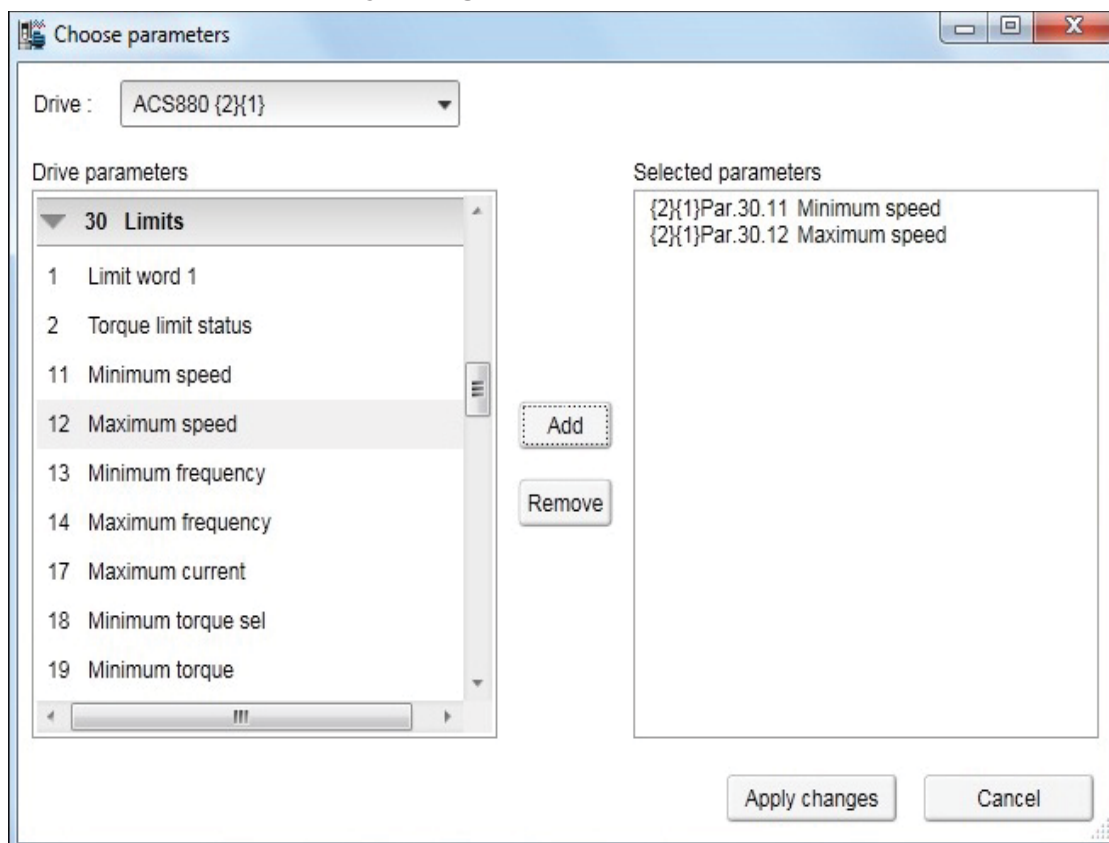 Choose parameters
Drive :
ACS880 {2}{1}
Drive parameters
30 Limits
1 Limit word 1
2 Torque limit status
11 Minimum speed
12 Maximum speed
13 Minimum frequency
14 Maximum frequency
17 Maximum current
18 Minimum torque sel
19 Minimum torque
Add
Remove
Selected parameters
{2}{1}Par.30.11 Minimum speed
{2}{1}Par.30.12 Maximum speed
Apply changes
Cancel